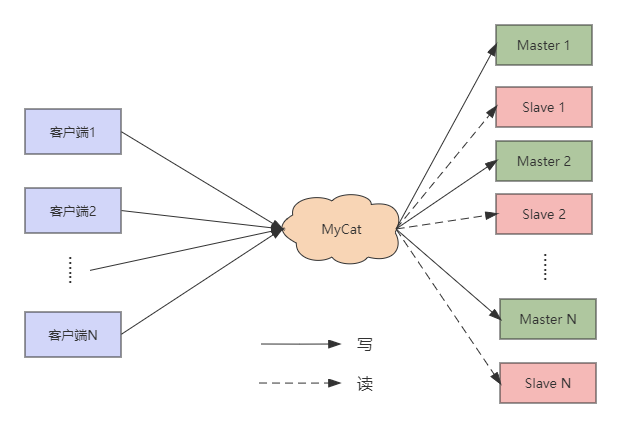 客户端1
客户端2
客户端N
MyCat
Master 1
Slave 1
Master 2
Slave 2
Master N
Slave N
写
读